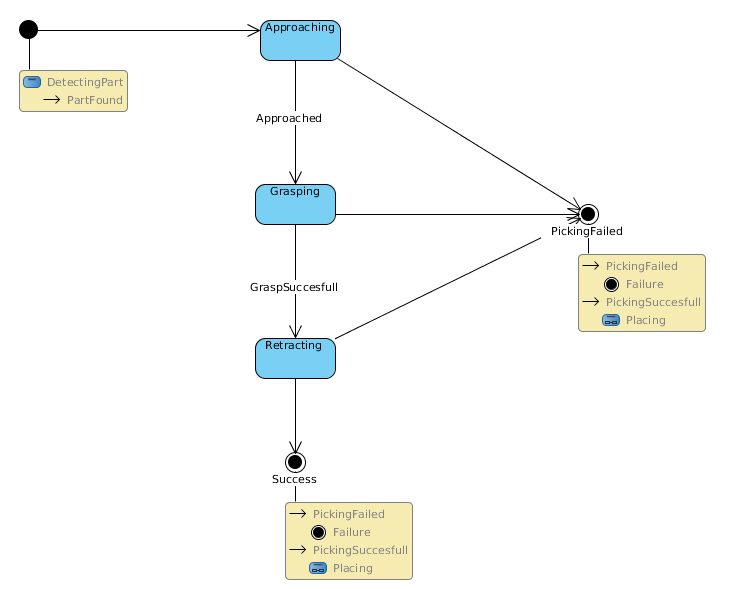 Approaching
DetectingPart
PartFound
Approached
Grasping
PickingFailed
PickingFailed
Failure
PickingSuccesfull
Placing
GraspSuccesfull
Retracting
Success
PickingFailed
Failure
PickingSuccesfull
Placing